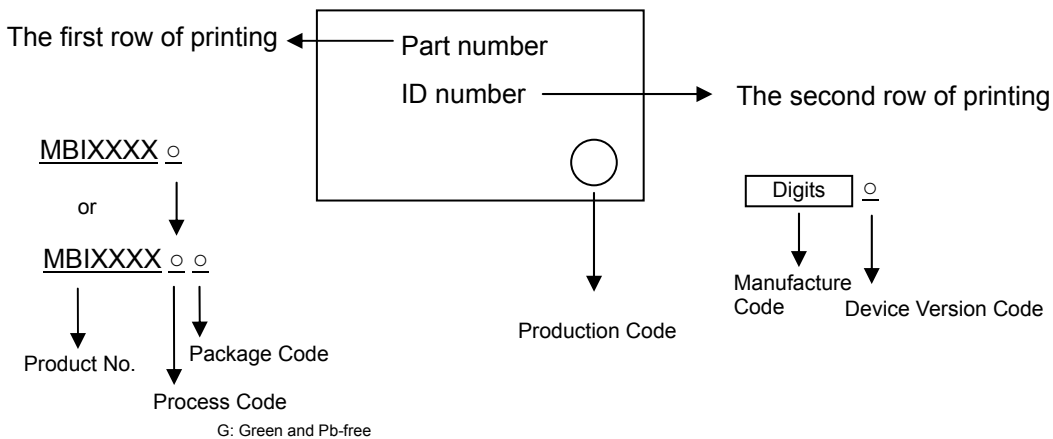 The first row of printing
Part number
ID number
The second row of printing
MBIXXXX ○
or
MBIXXXX ○ ○
Product No.
Package Code
Process Code
G: Green and Pb-free
Production Code
Digits ○
Manufacture
Code
Device Version Code